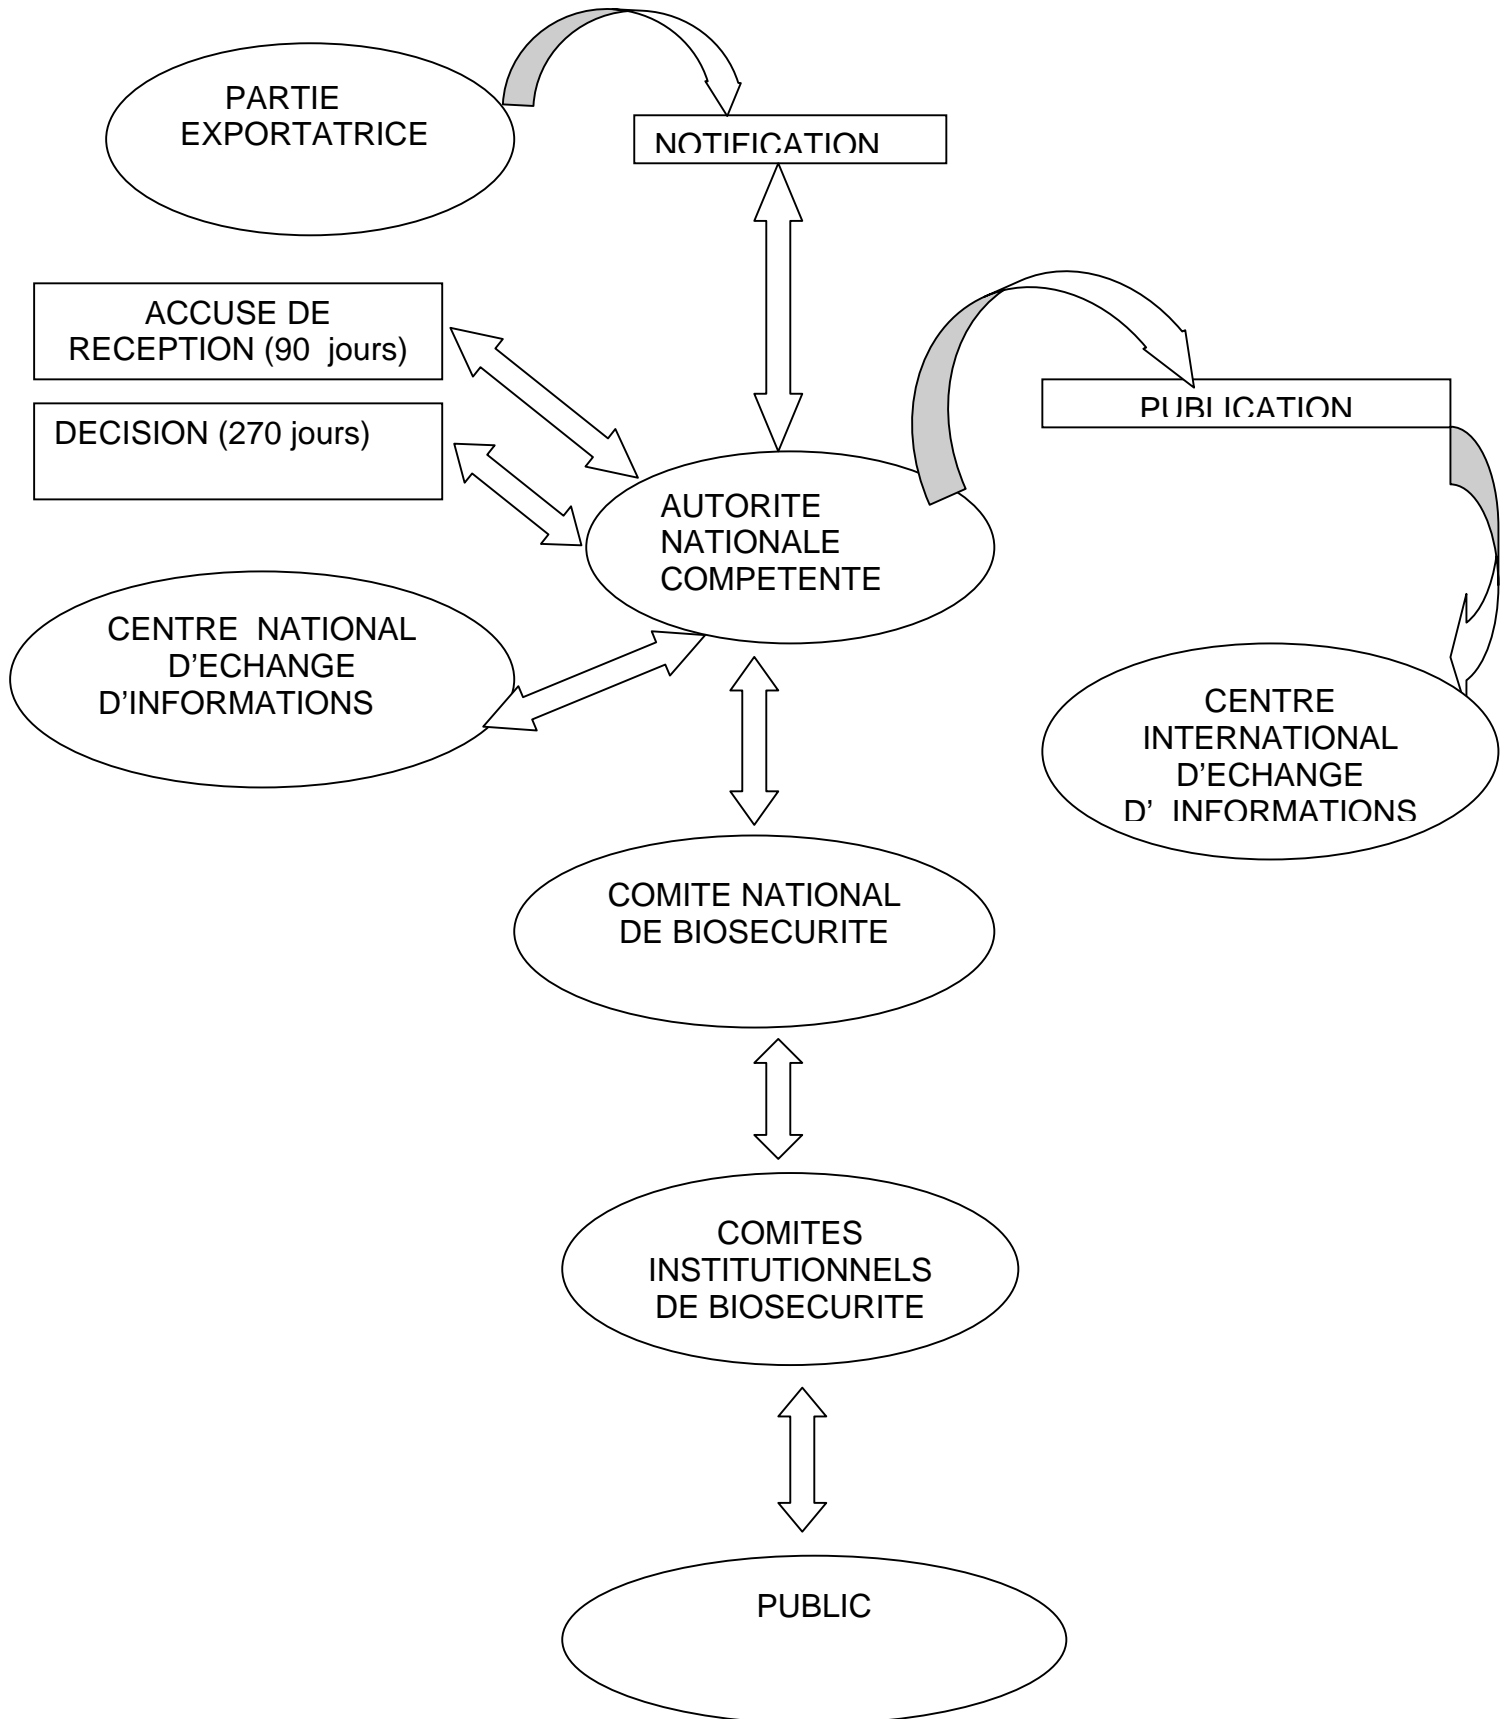 PARTIE
EXPORTATRICE
NOTIFICATION
ACCUSE DE
RECEPTION (90 jours)
DECISION (270 jours)
PUBLICATION
AUTORITE
NATIONALE
COMPETENTE
CENTRE NATIONAL
D'ECHANGE
D'INFORMATIONS
CENTRE
INTERNATIONAL
D'ECHANGE
D' INFORMATIONS
COMITE NATIONAL
DE BIOSECURITE
COMITES
INSTITUTIONNELS
DE BIOSECURITE
PUBLIC